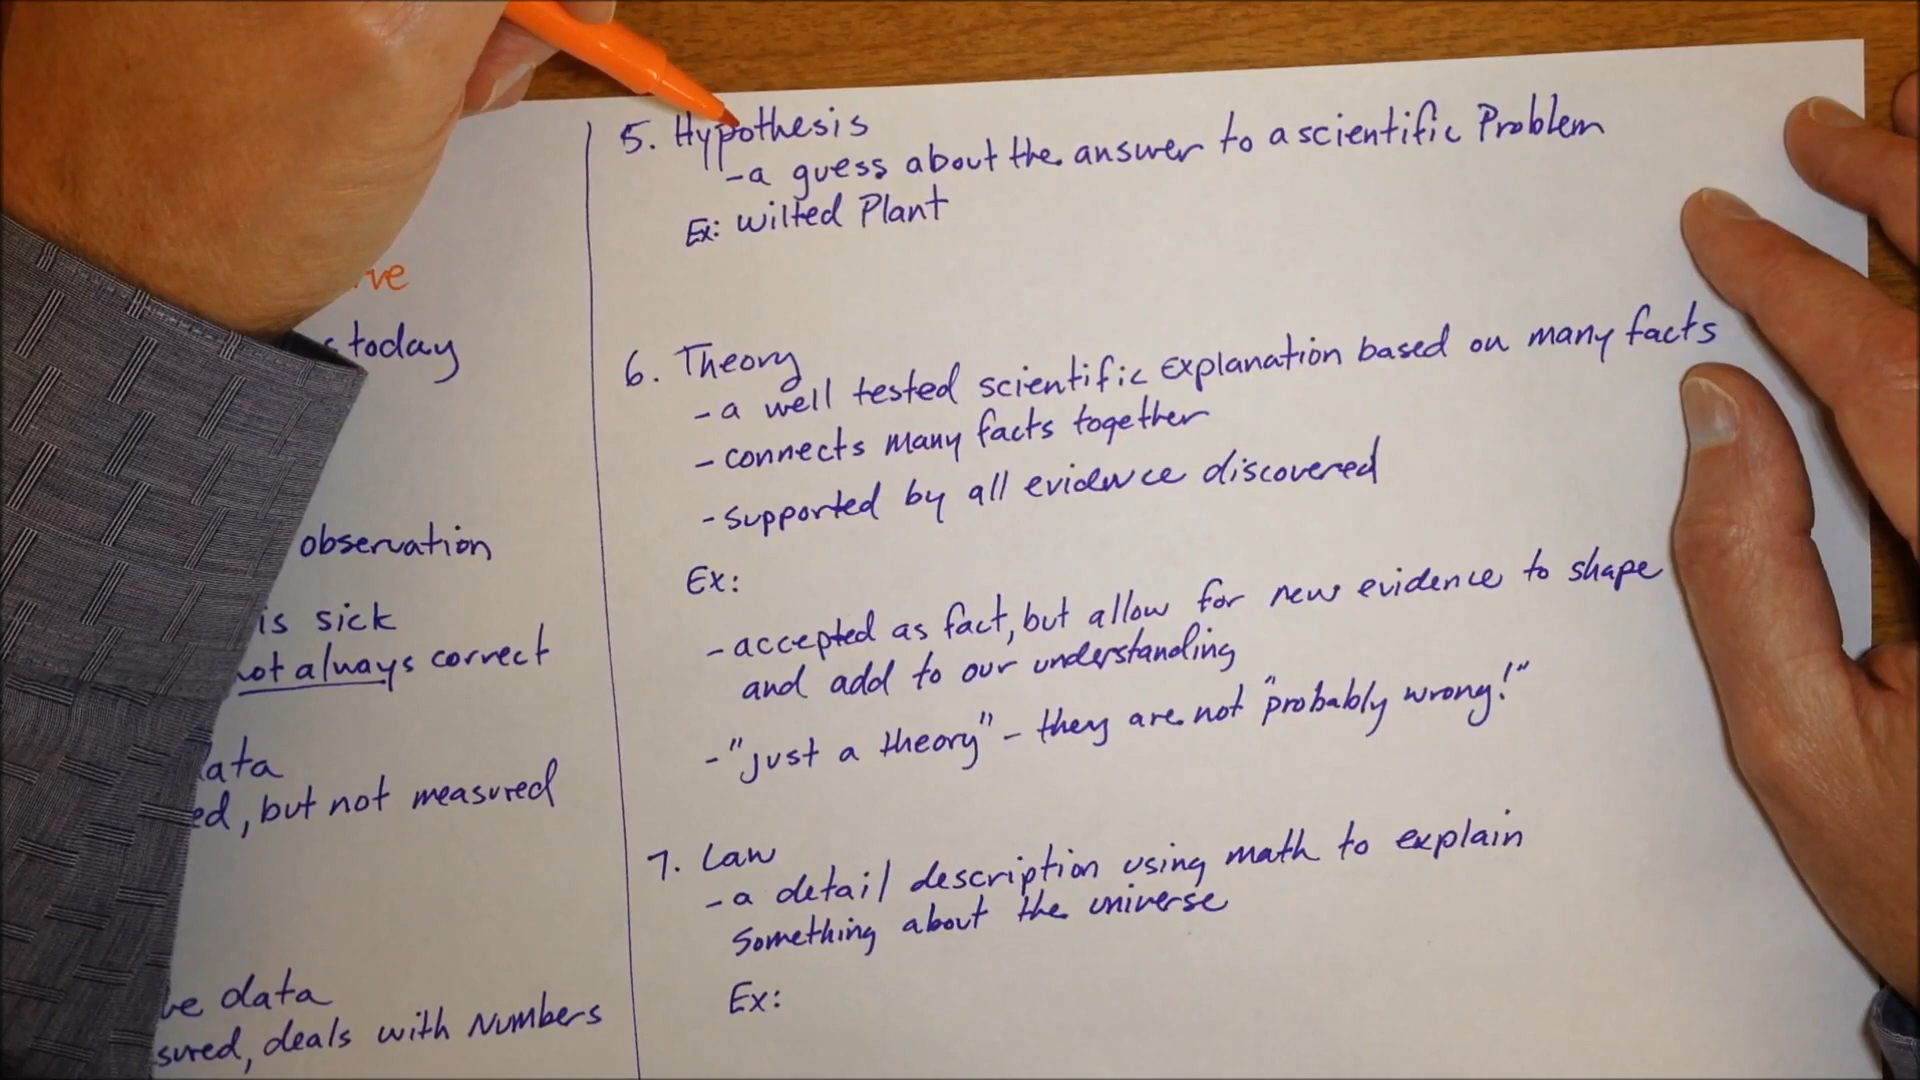 ve
today
observation
is sick
not always correct
data
ed, but not measured
ve data
sured, deals with Numbers
5. Hypothesis
-a guess about the answer to a scientific Problem
Ex: wilted Plant
6. Theory
- a well tested scientific explanation based on many facts
- connects many facts together
- supported by all evidence discovered
Ex:
- accepted as fact, but allow for new evidence to shape
and add to our understanding
- "just a theory" - they are not "probably wrong!"
7. Law
- a detail description using math to explain
something about the universe
Ex: